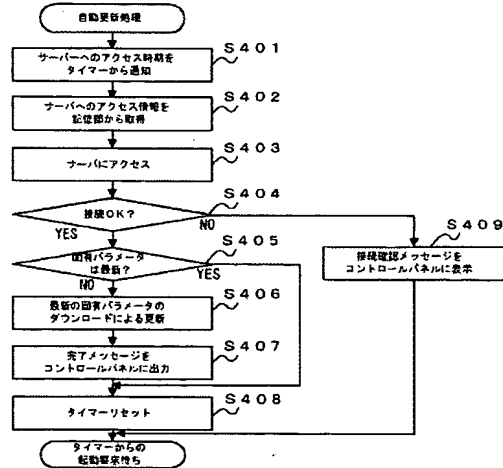 自動更新処理
S401
サーバーへのアクセス時期を
タイマーから通知
S402
サーバへのアクセス情報を
記憶部から取得
S403
サーバにアクセス
S404
接続OK?
YES
NO
S405
固有パラメータ
は最新?
YES
NO
S409
接続確認メッセージを
コントロールパネルに表示
S406
最新の固有パラメータの
ダウンロードによる更新
S407
完了メッセージを
コントロールパネルに出力
S408
タイマーリセット
タイマーからの
起動要求待ち